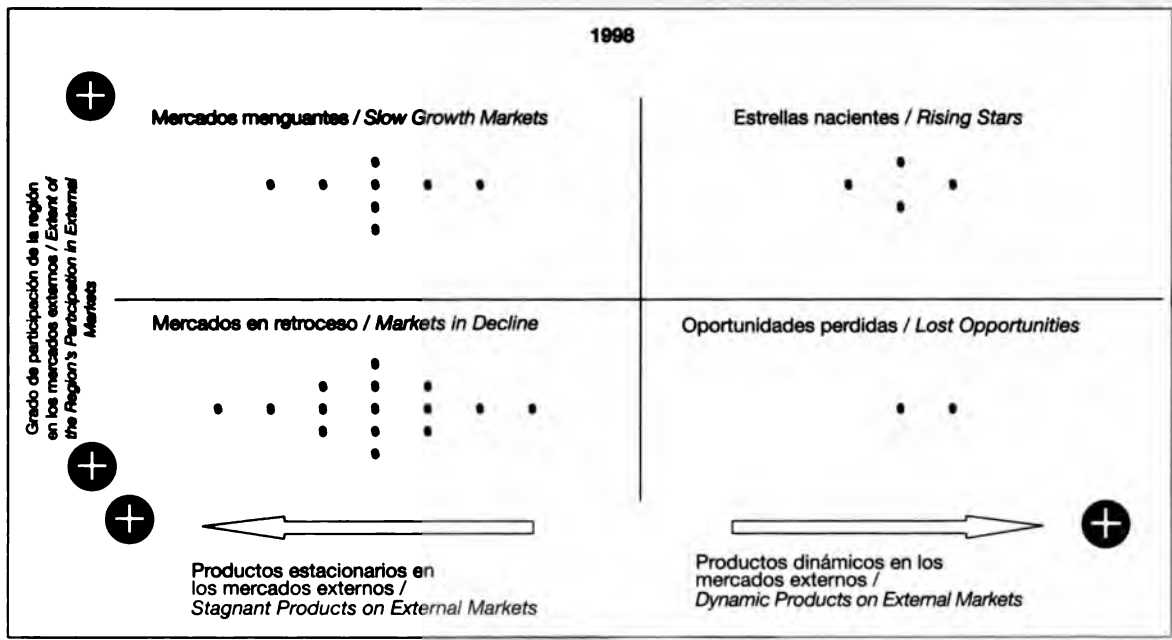 1998
Mercados menguantes / Slow Growth Markets
Estrellas nacientes / Rising Stars
Grado de participación de la región
en los mercados externos / Extent of
the Region's Participation in External
Markets
Mercados en retroceso / Markets in Decline
Oportunidades perdidas / Lost Opportunities
Productos estacionarios en
los mercados externos /
Stagnant Products on External Markets
Productos dinámicos en los
mercados externos /
Dynamic Products on External Markets